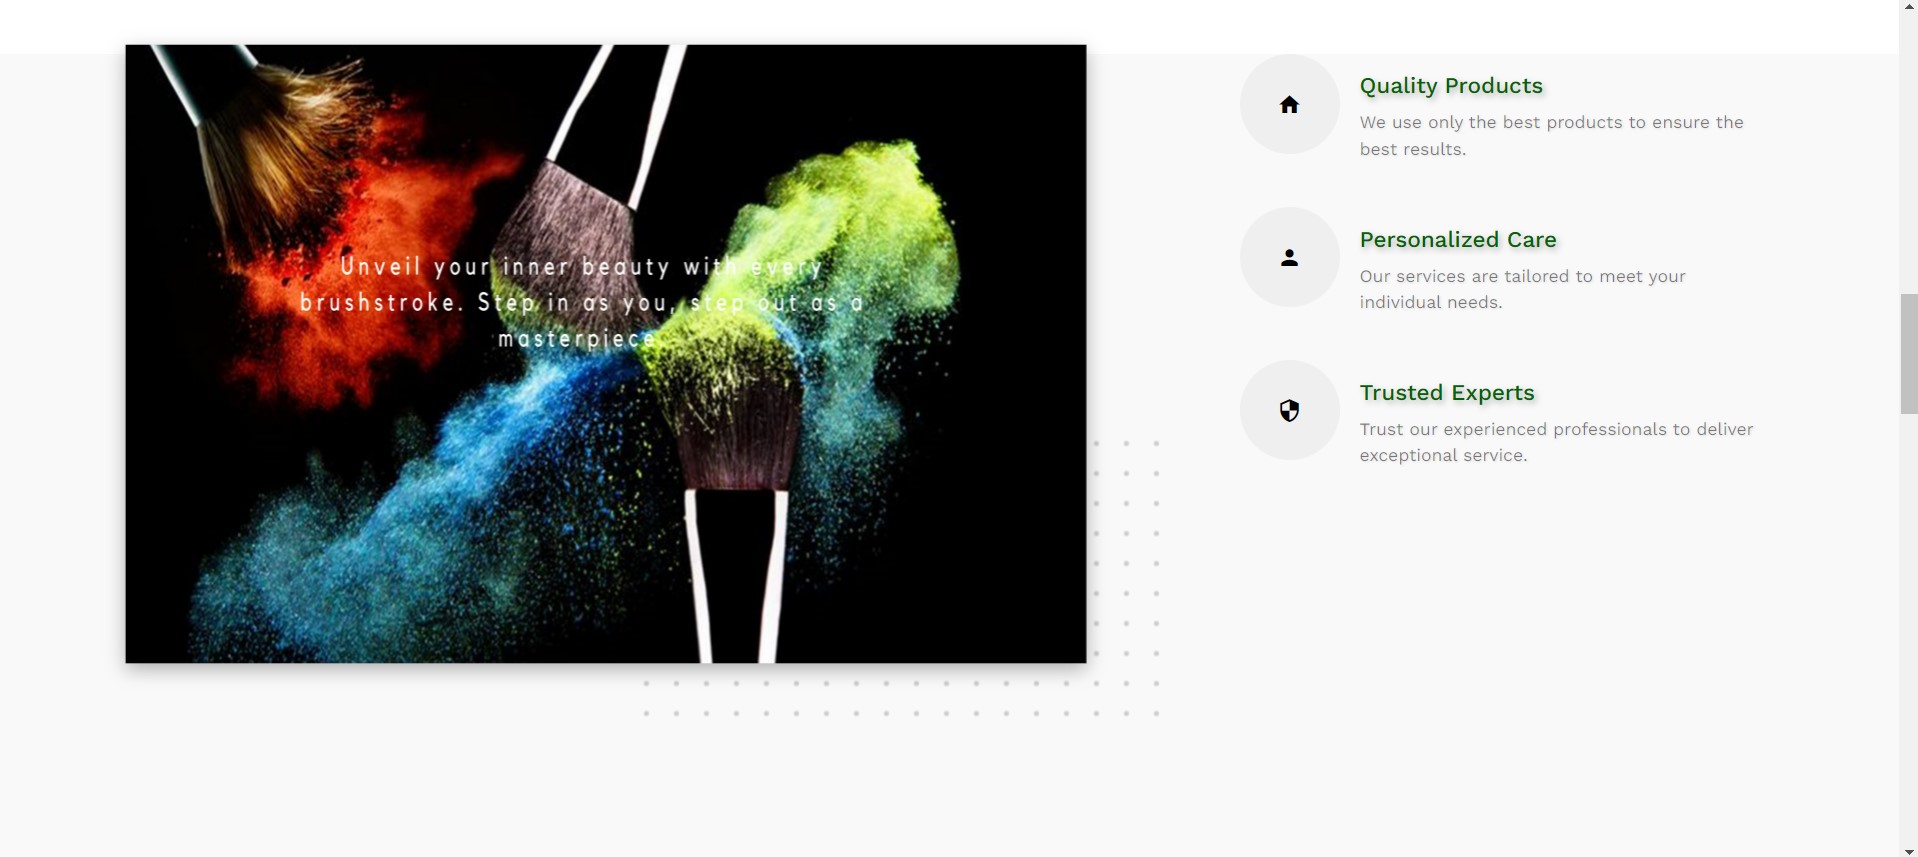 Unveil your inner beauty with every
brushstroke. Step in as you, step out as a
masterpiece.
Quality Products
We use only the best products to ensure the
best results.
Personalized Care
Our services are tailored to meet your
individual needs.
Trusted Experts
Trust our experienced professionals to deliver
exceptional service.